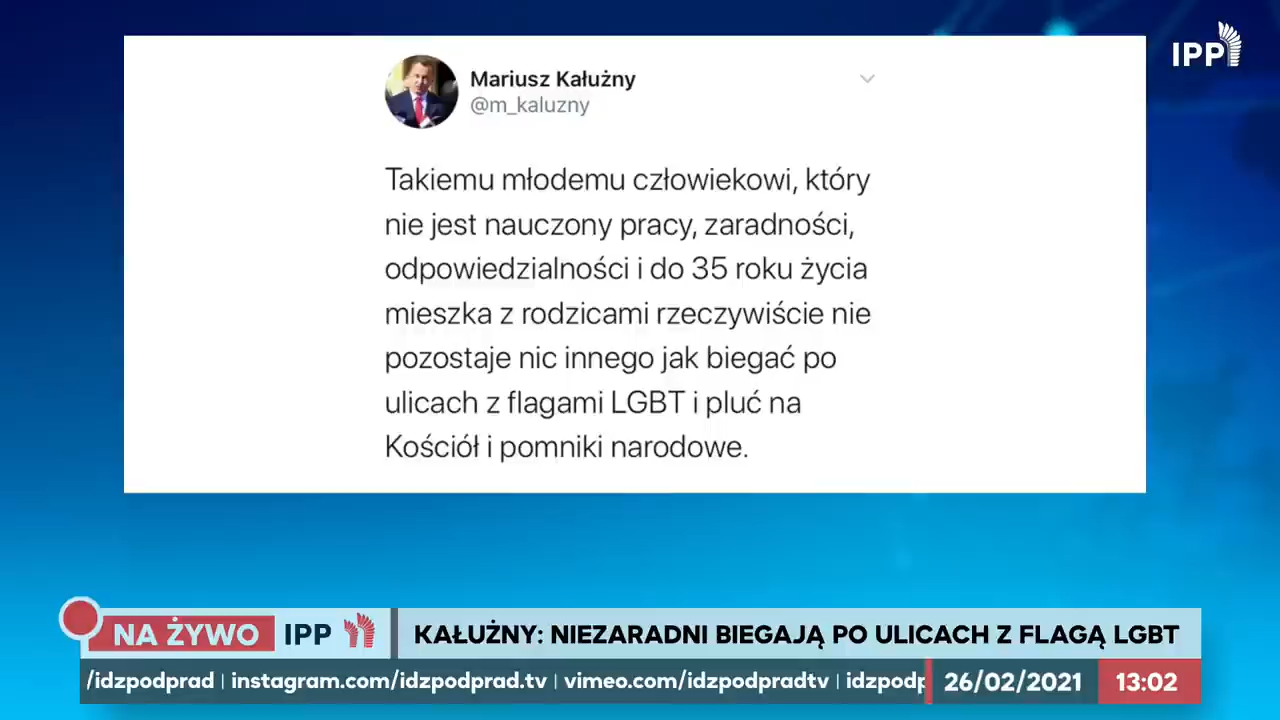 IPP
Mariusz Kałużny
@m_kaluzny
Takiemu młodemu człowiekowi, który
nie jest nauczony pracy, zaradności,
odpowiedzialności i do 35 roku życia
mieszka z rodzicami rzeczywiście nie
pozostaje nic innego jak biegać po
ulicach z flagami LGBT i pluć na
Kościół i pomniki narodowe.
NA ŻYWO IPP KAŁUŻNY: NIEZARADNI BIEGAJĄ PO ULICACH Z FLAGĄ LGBT
/idzpodprad | instagram.com/idzpodprad.tv | vimeo.com/idzpodpradtv | idzpodp 26/02/2021 13:02